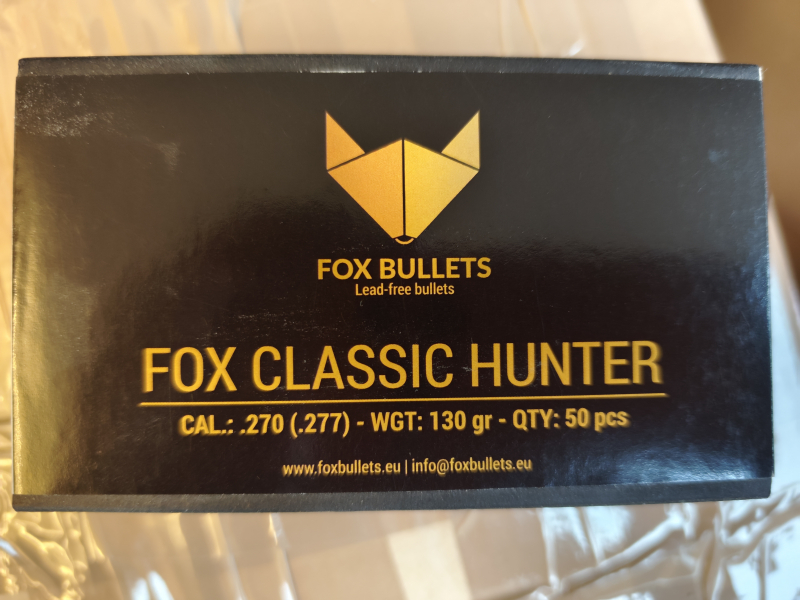 FOX BULLETS
Lead-free bullets
FOX CLASSIC HUNTER
CAL.: .270 (.277) - WGT: 130 gr - QTY: 50 pcs
www.foxbullets.eu | info@foxbullets.eu